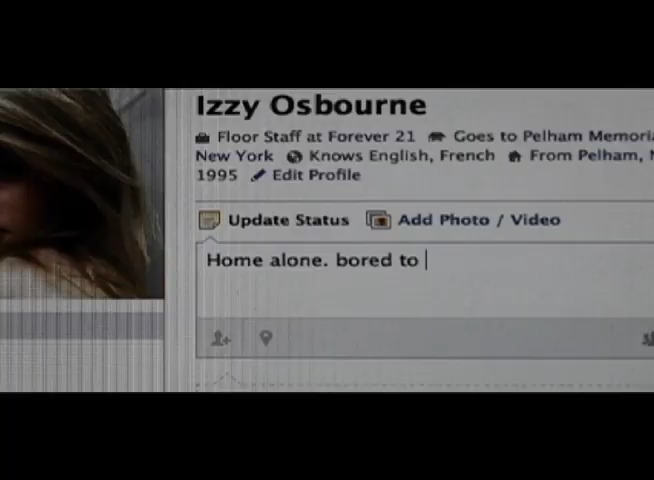 Izzy Osbourne
Floor Staff at Forever 21 Goes to Pelham
New York Knows English, French From Pelham,
1995 Edit Profile
Update Status Add Photo / Video
Home alone. bored to